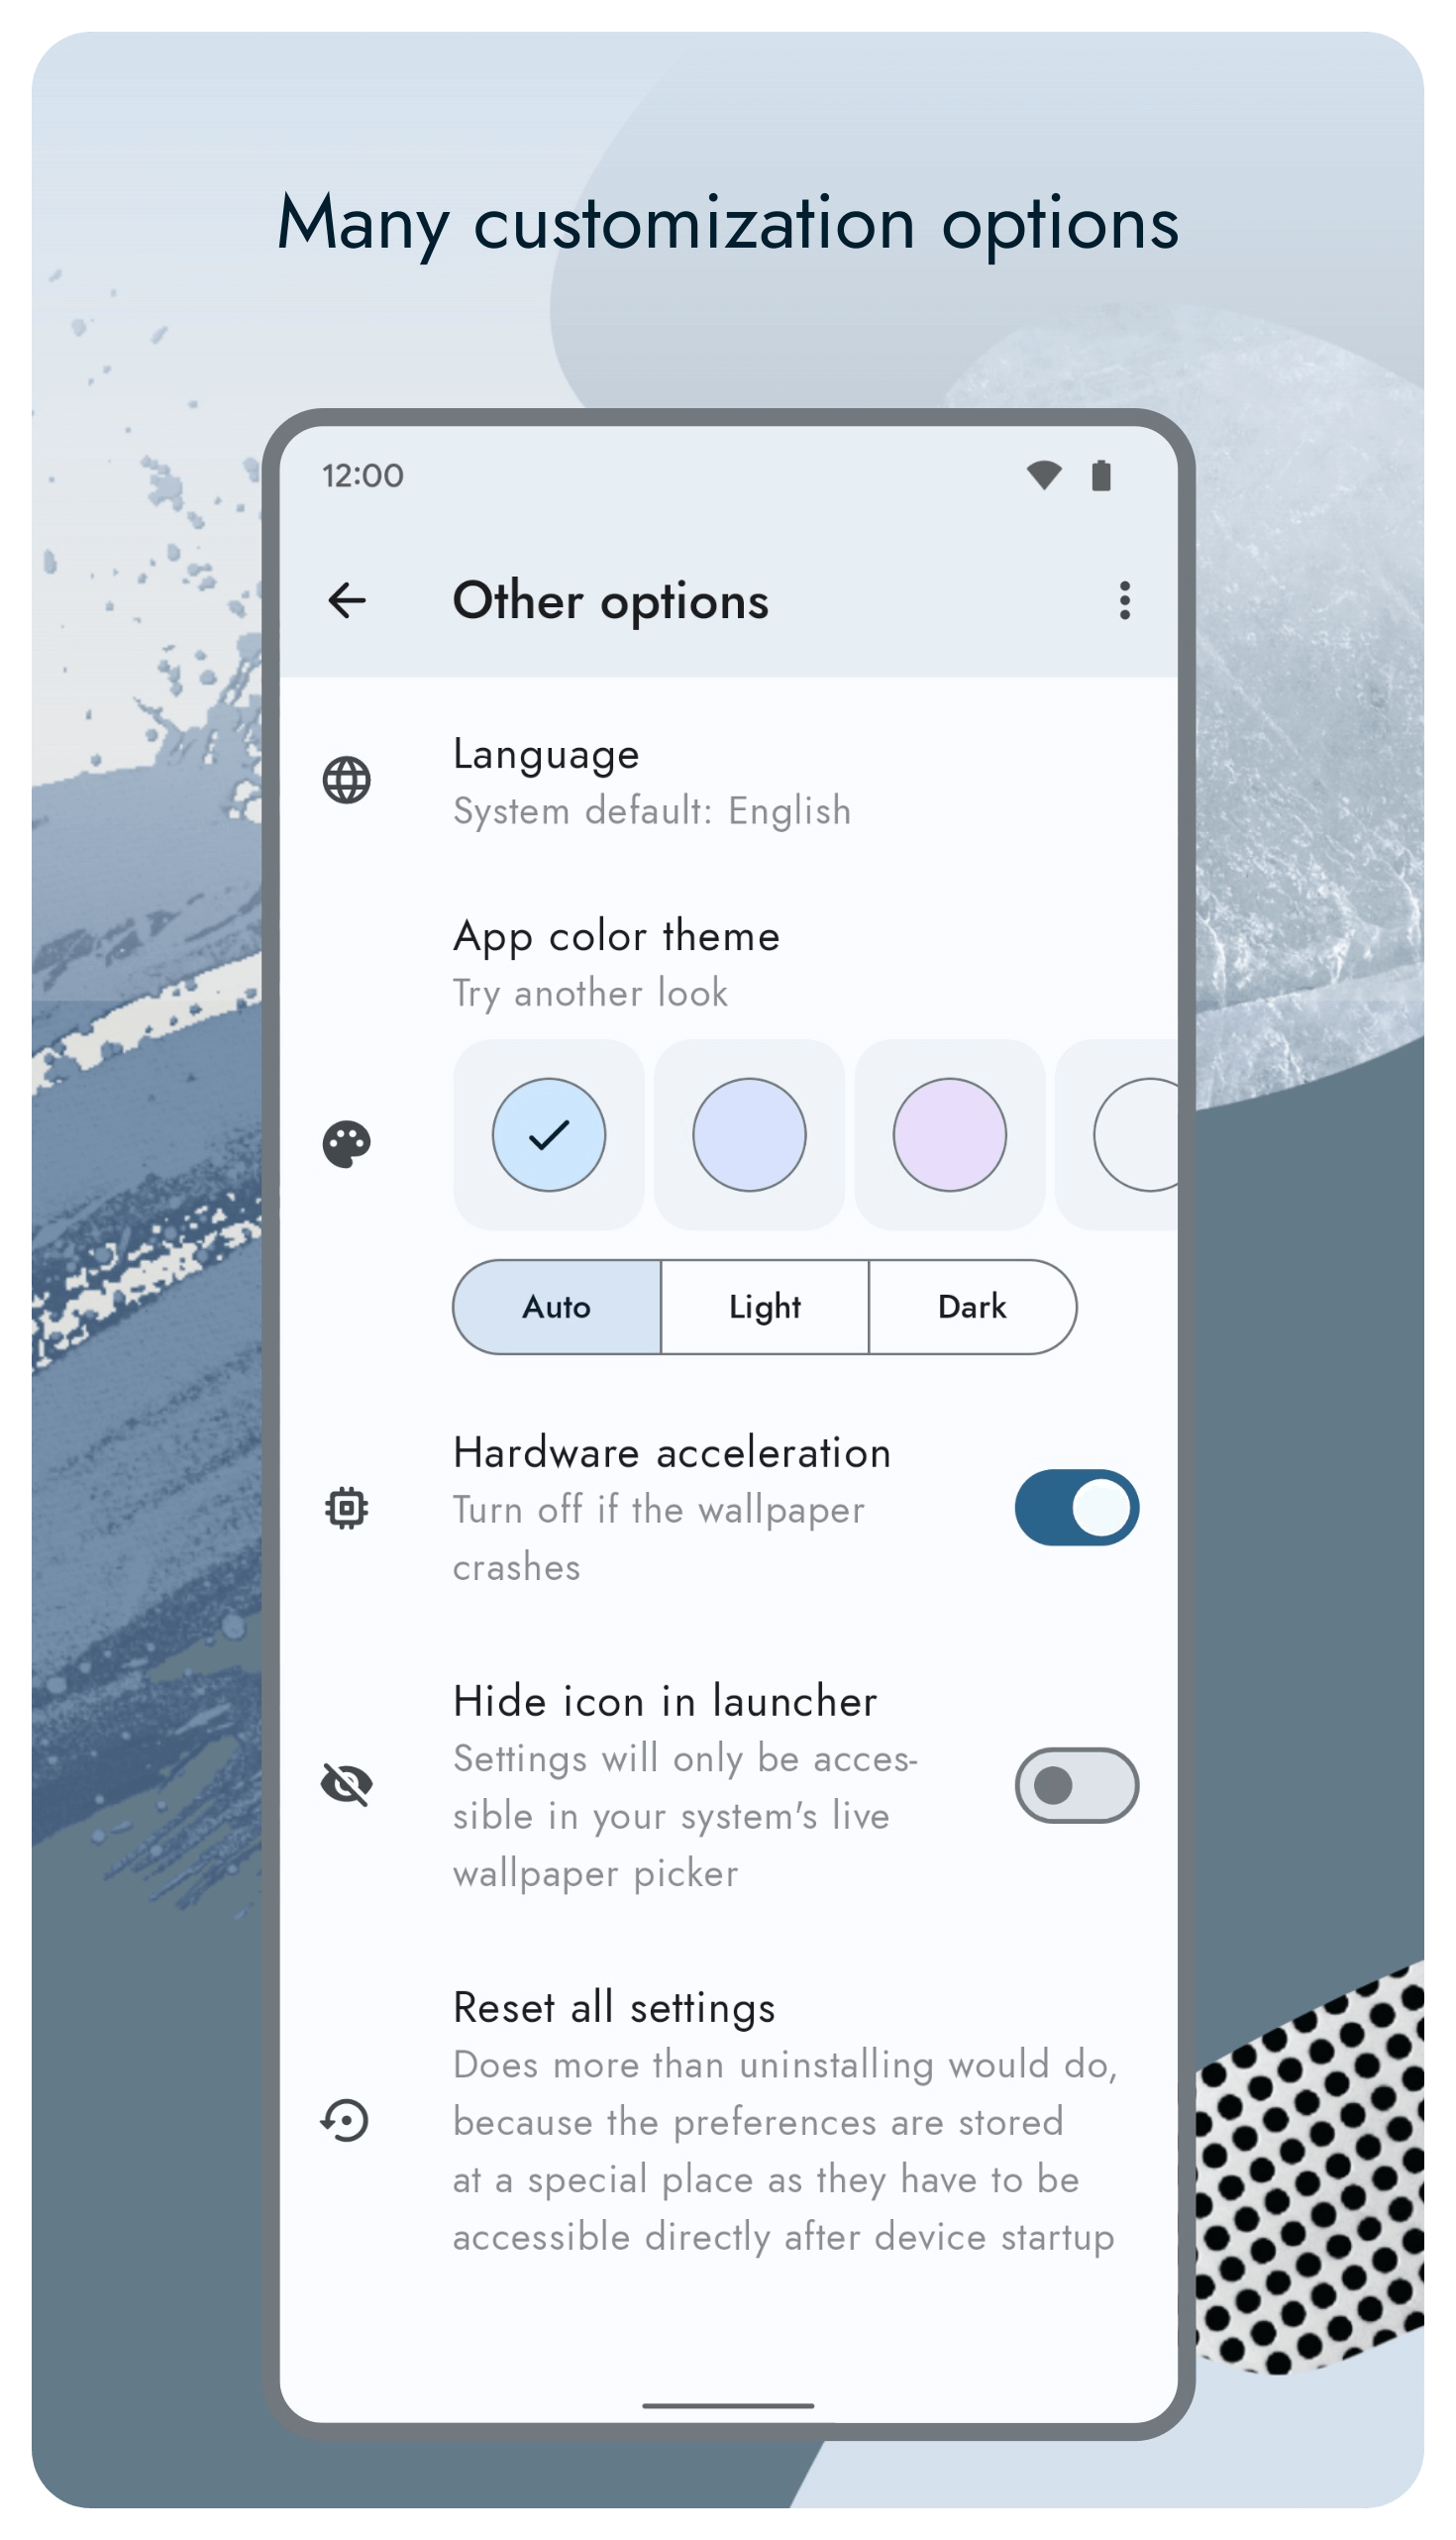 Many customization options
12:00
Other options
Language
System default: English
App color theme
Try another look
Auto Light Dark
Hardware acceleration
Turn off if the wallpaper
crashes
Hide icon in launcher
Settings will only be acces-
sible in your system's live
wallpaper picker
Reset all settings
Does more than uninstalling would do,
because the preferences are stored
at a special place as they have to be
accessible directly after device startup